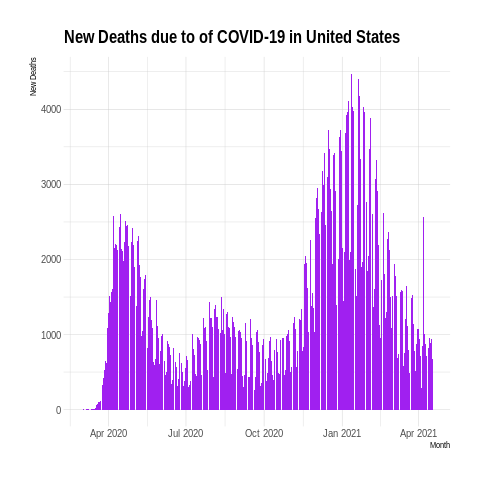 New Deaths due to of COVID-19 in United States
New Deaths
4000
3000
2000
1000
0
Apr 2020 Jul 2020 Oct 2020 Jan 2021 Apr 2021
Month